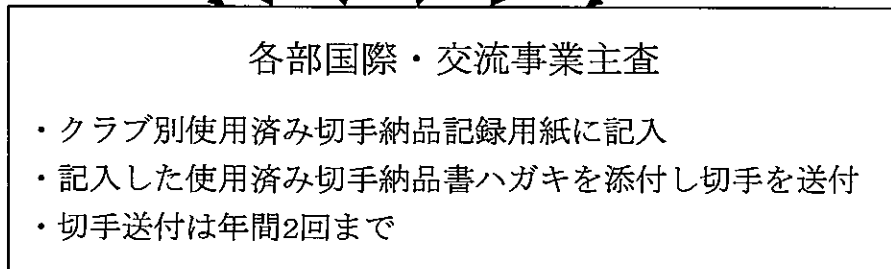 各部国際・交流事業主査
・クラブ別使用済み切手納品記録用紙に記入
・記入した使用済み切手納品書ハガキを添付し切手を送付
・切手送付は年間2回まで